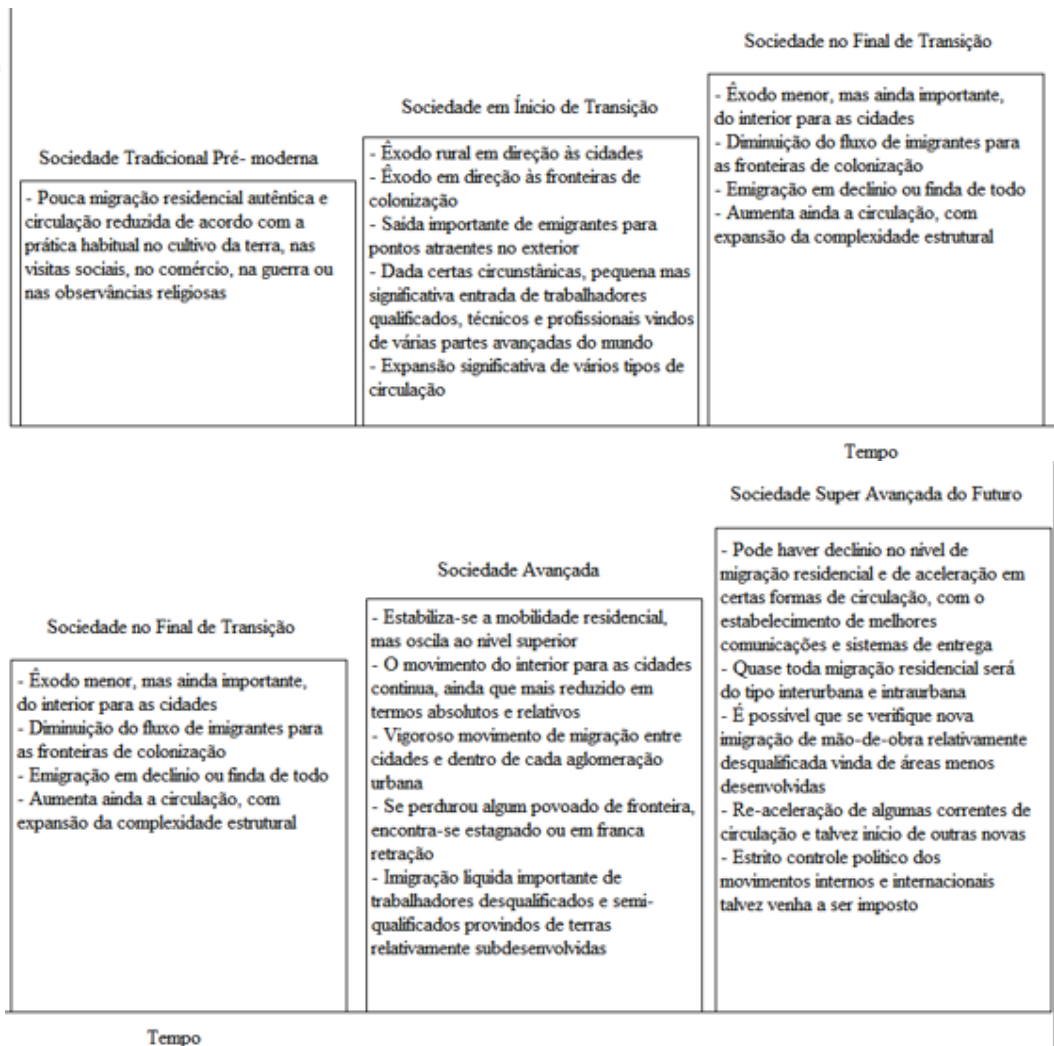 Sociedade Tradicional Pré- moderna
- Pouca migração residencial autêntica e
circulação reduzida de acordo com a
prática habitual no cultivo da terra, nas
visitas sociais, no comércio, na guerra ou
nas observâncias religiosas
Sociedade em Ínicio de Transição
- Êxodo rural em direção às cidades
- Êxodo em direção às fronteiras de
colonização
- Saída importante de emigrantes para
pontos atraentes no exterior
- Dada certas circunstânicas, pequena mas
significativa entrada de trabalhadores
qualificados, técnicos e profissionais vindos
de várias partes avançadas do mundo
- Expansão significativa de vários tipos de
circulação
Sociedade no Final de Transição
- Êxodo menor, mas ainda importante,
do interior para as cidades
- Diminuição do fluxo de imigrantes para
as fronteiras de colonização
- Emigração em declínio ou finda de todo
- Aumenta ainda a circulação, com
expansão da complexidade estrutural
Tempo
Sociedade no Final de Transição
- Êxodo menor, mas ainda importante,
do interior para as cidades
- Diminuição do fluxo de imigrantes para
as fronteiras de colonização
- Emigração em declínio ou finda de todo
- Aumenta ainda a circulação, com
expansão da complexidade estrutural
Sociedade Avançada
- Estabiliza-se a mobilidade residencial,
mas oscila ao nível superior
- O movimento do interior para as cidades
continua, ainda que mais reduzido em
termos absolutos e relativos
- Vigoroso movimento de migração entre
cidades e dentro de cada aglomeração
urbana
- Se perdurou algum povoado de fronteira,
encontra-se estagnado ou em franca
retração
- Imigração líquida importante de
trabalhadores desqualificados e semi-
qualificados provindos de terras
relativamente subdesenvolvidas
Sociedade Super Avançada do Futuro
- Pode haver declínio no nível de
migração residencial e de aceleração em
certas formas de circulação, com o
estabelecimento de melhores
comunicações e sistemas de entrega
- Quase toda migração residencial será
do tipo interurbana e intraurbana
- É possível que se verifique nova
imigração de mão-de-obra relativamente
desqualificada vinda de áreas menos
desenvolvidas
- Re-aceleração de algumas correntes de
circulação e talvez início de outras novas
- Estrito controle político dos
movimentos internos e internacionais
talvez venha a ser imposto
Tempo